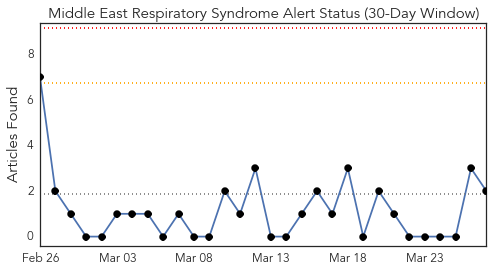 Middle East Respiratory Syndrome Alert Status (30-Day Window)
Articles Found
8
6
4
2
0
Feb 26 Mar 03 Mar 08 Mar 13 Mar 18 Mar 23